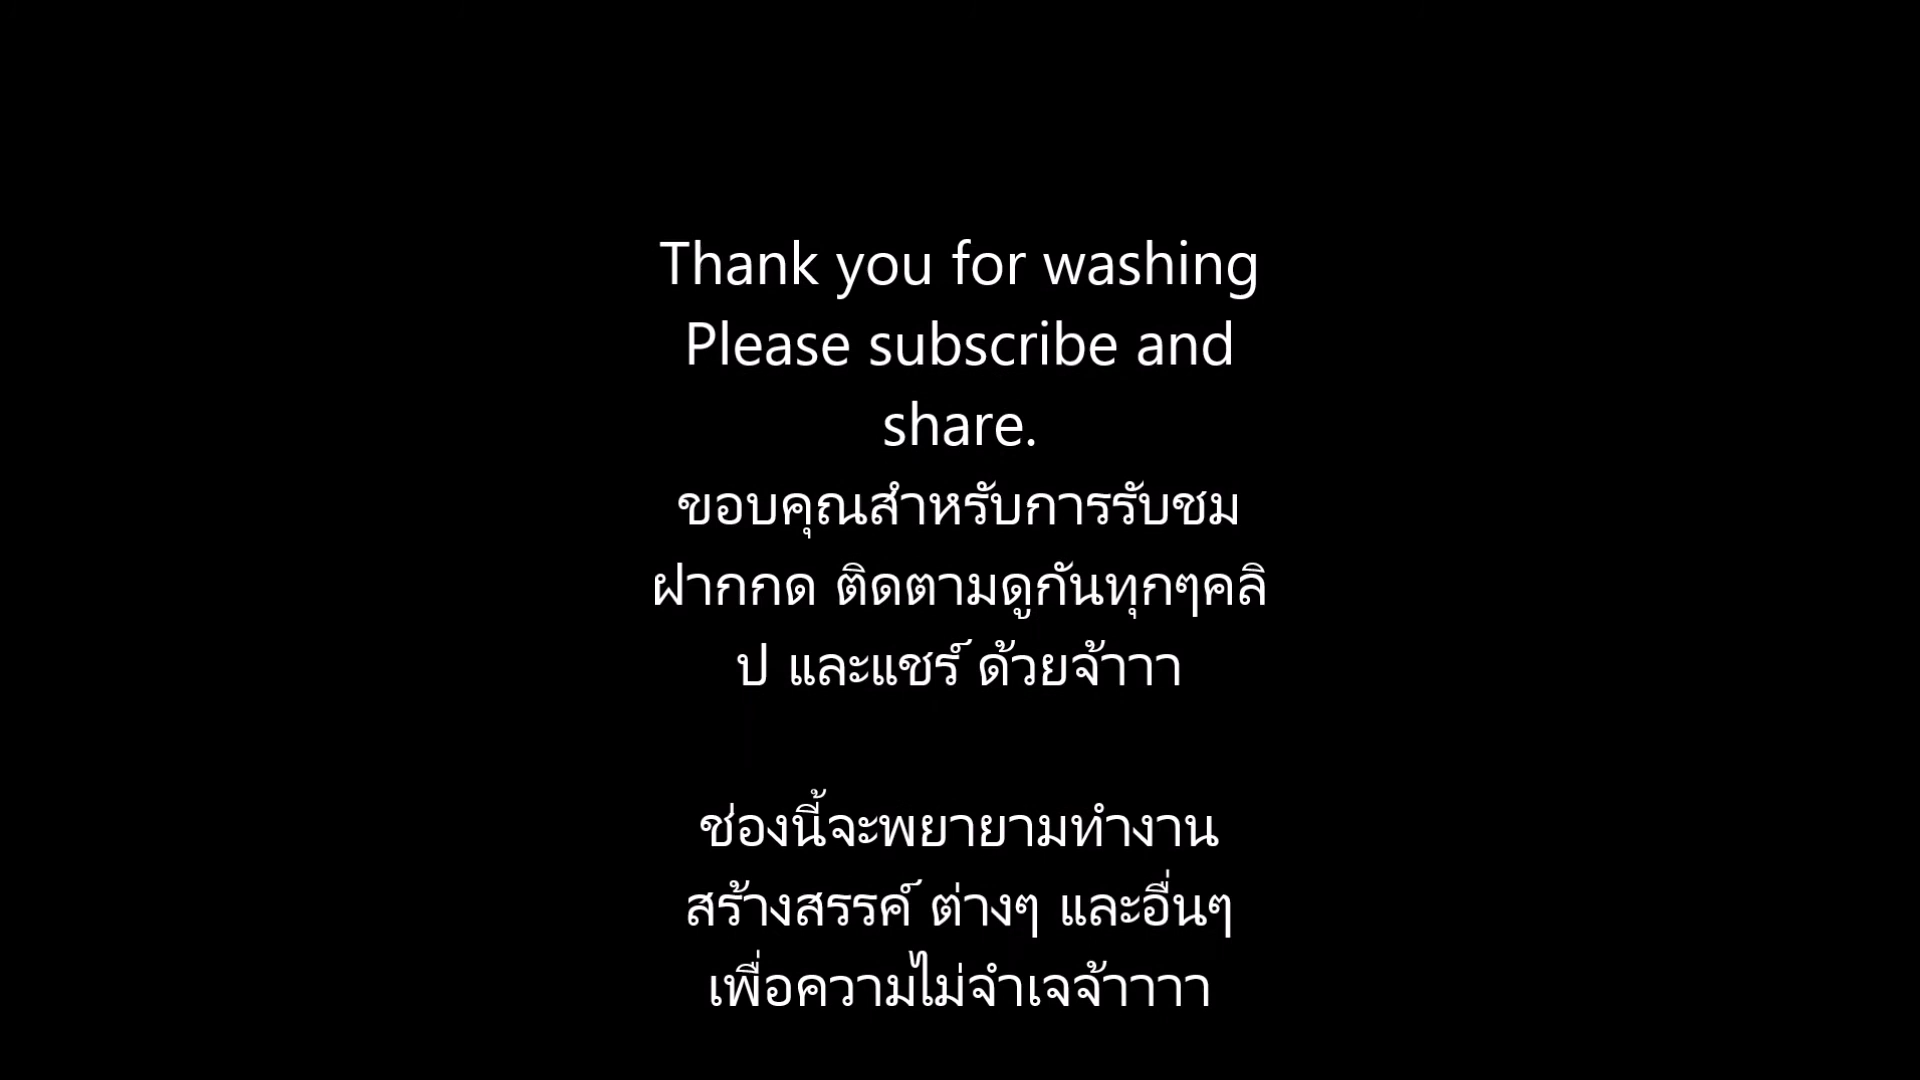 Thank you for washing
Please subscribe and
share.
ขอบคุณสำหรับการรับชม
ฝากกด ติดตามดูกันทุกๆคลิ
ป และแชร์ ด้วยจ้าาา
ช่องนี้จะพยายามทำงาน
สร้างสรรค์ ต่างๆ และอื่นๆ
เพื่อความไม่จำเจจ้าาาา